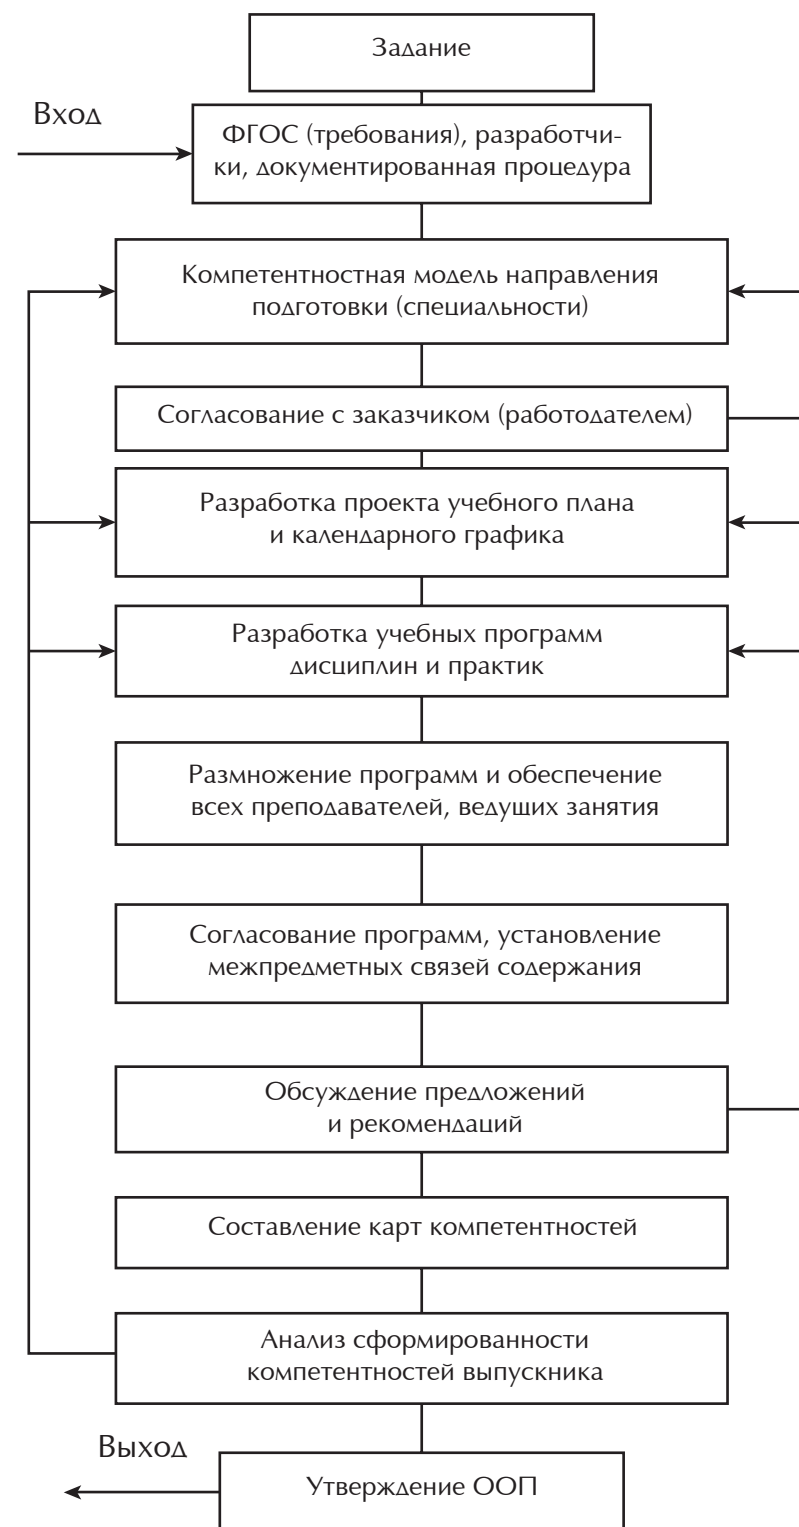 Задание
Вход
ФГОС (требования), разработчи-
ки, документированная процедура
Компетентностная модель направления
подготовки (специальности)
Согласование с заказчиком (работодателем)
Разработка проекта учебного плана
и календарного графика
Разработка учебных программ
дисциплин и практик
Размножение программ и обеспечение
всех преподавателей, ведущих занятия
Согласование программ, установление
межпредметных связей содержания
Обсуждение предложений
и рекомендаций
Составление карт компетентностей
Анализ сформированности
компетентностей выпускника
Выход
Утверждение ООП